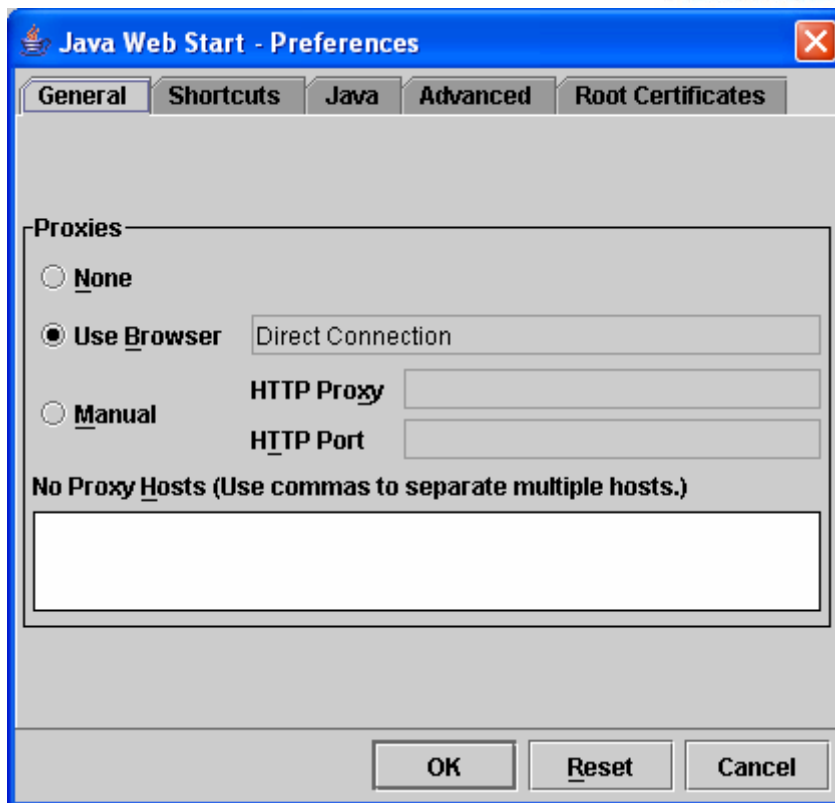 Java Web Start - Preferences
General Shortcuts Java Advanced Root Certificates
Proxies
None
Use Browser Direct Connection
Manual
HTTP Proxy
HTTP Port
No Proxy Hosts (Use commas to separate multiple hosts.)
OK Reset Cancel